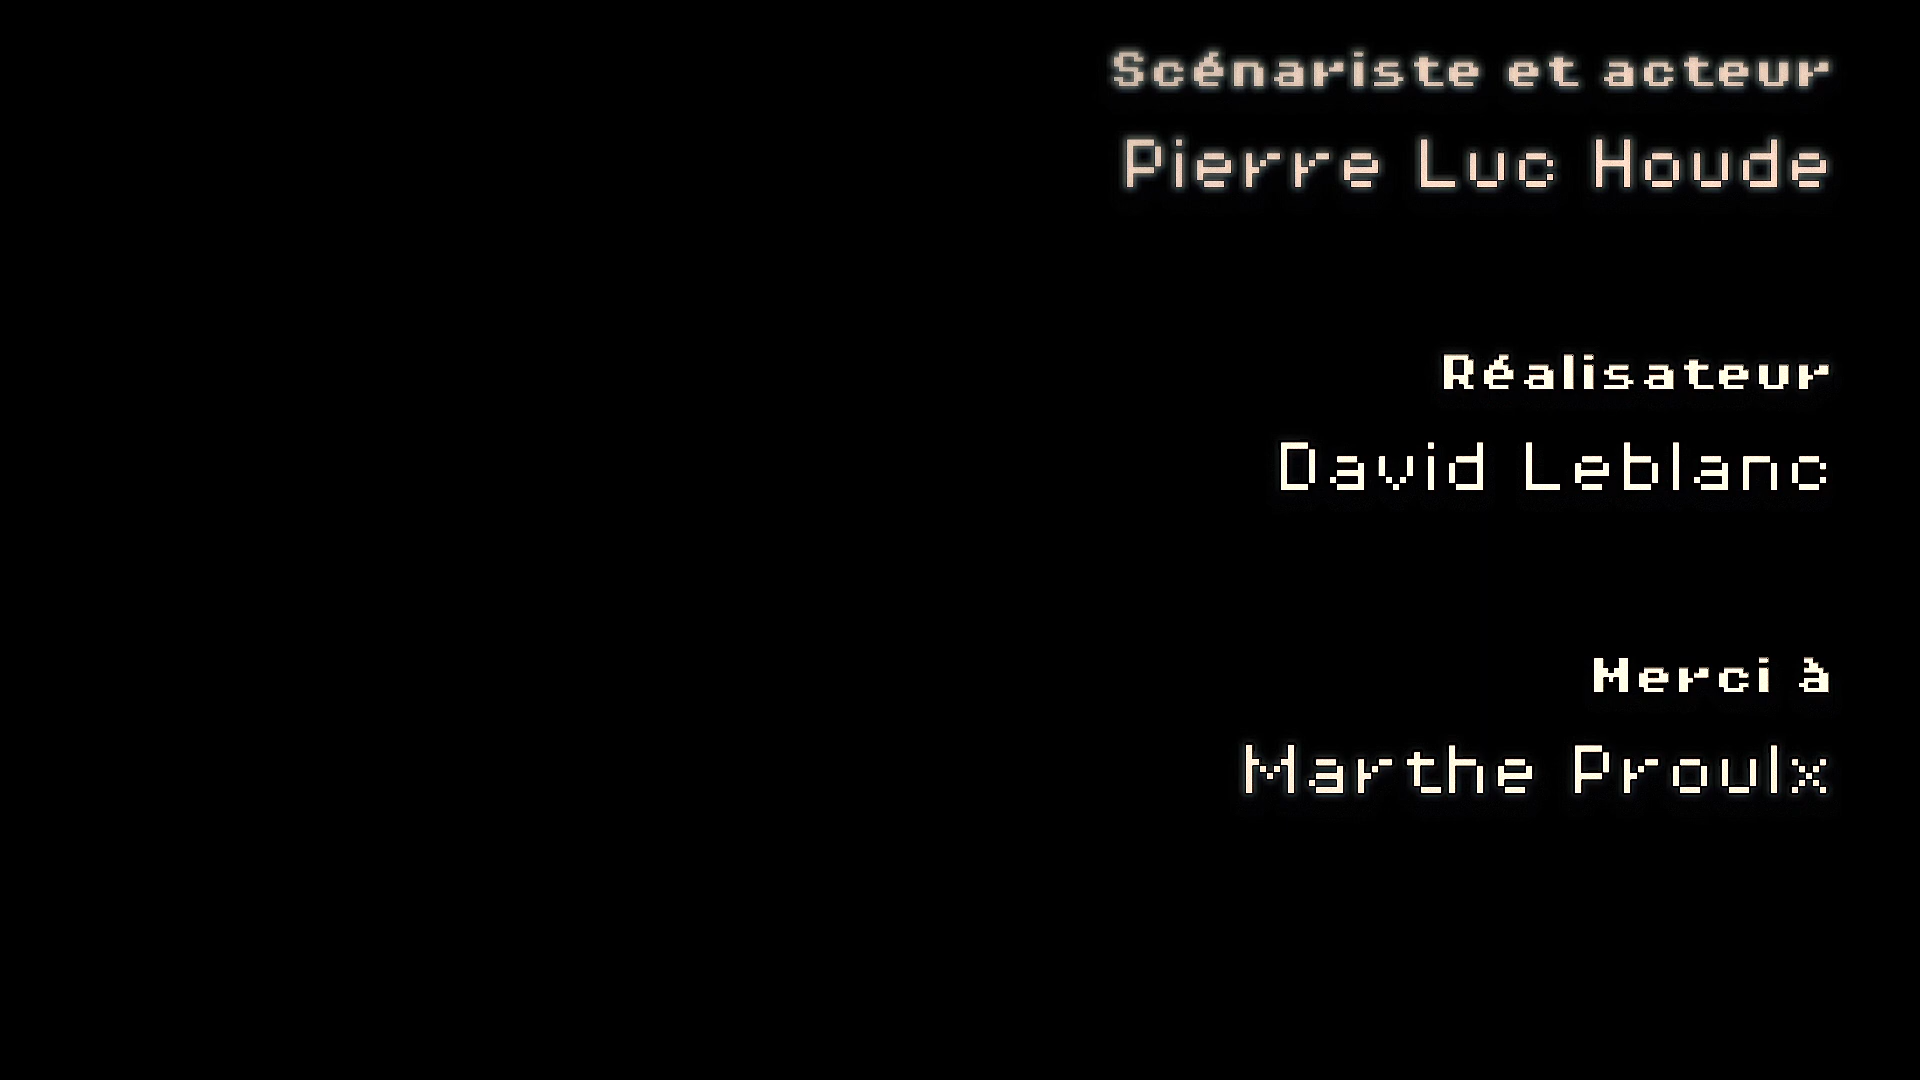 Scénariste et acteur
Pierre Luc Houde
Réalisateur
David Leblanc
Merci à
Marthe Proulx